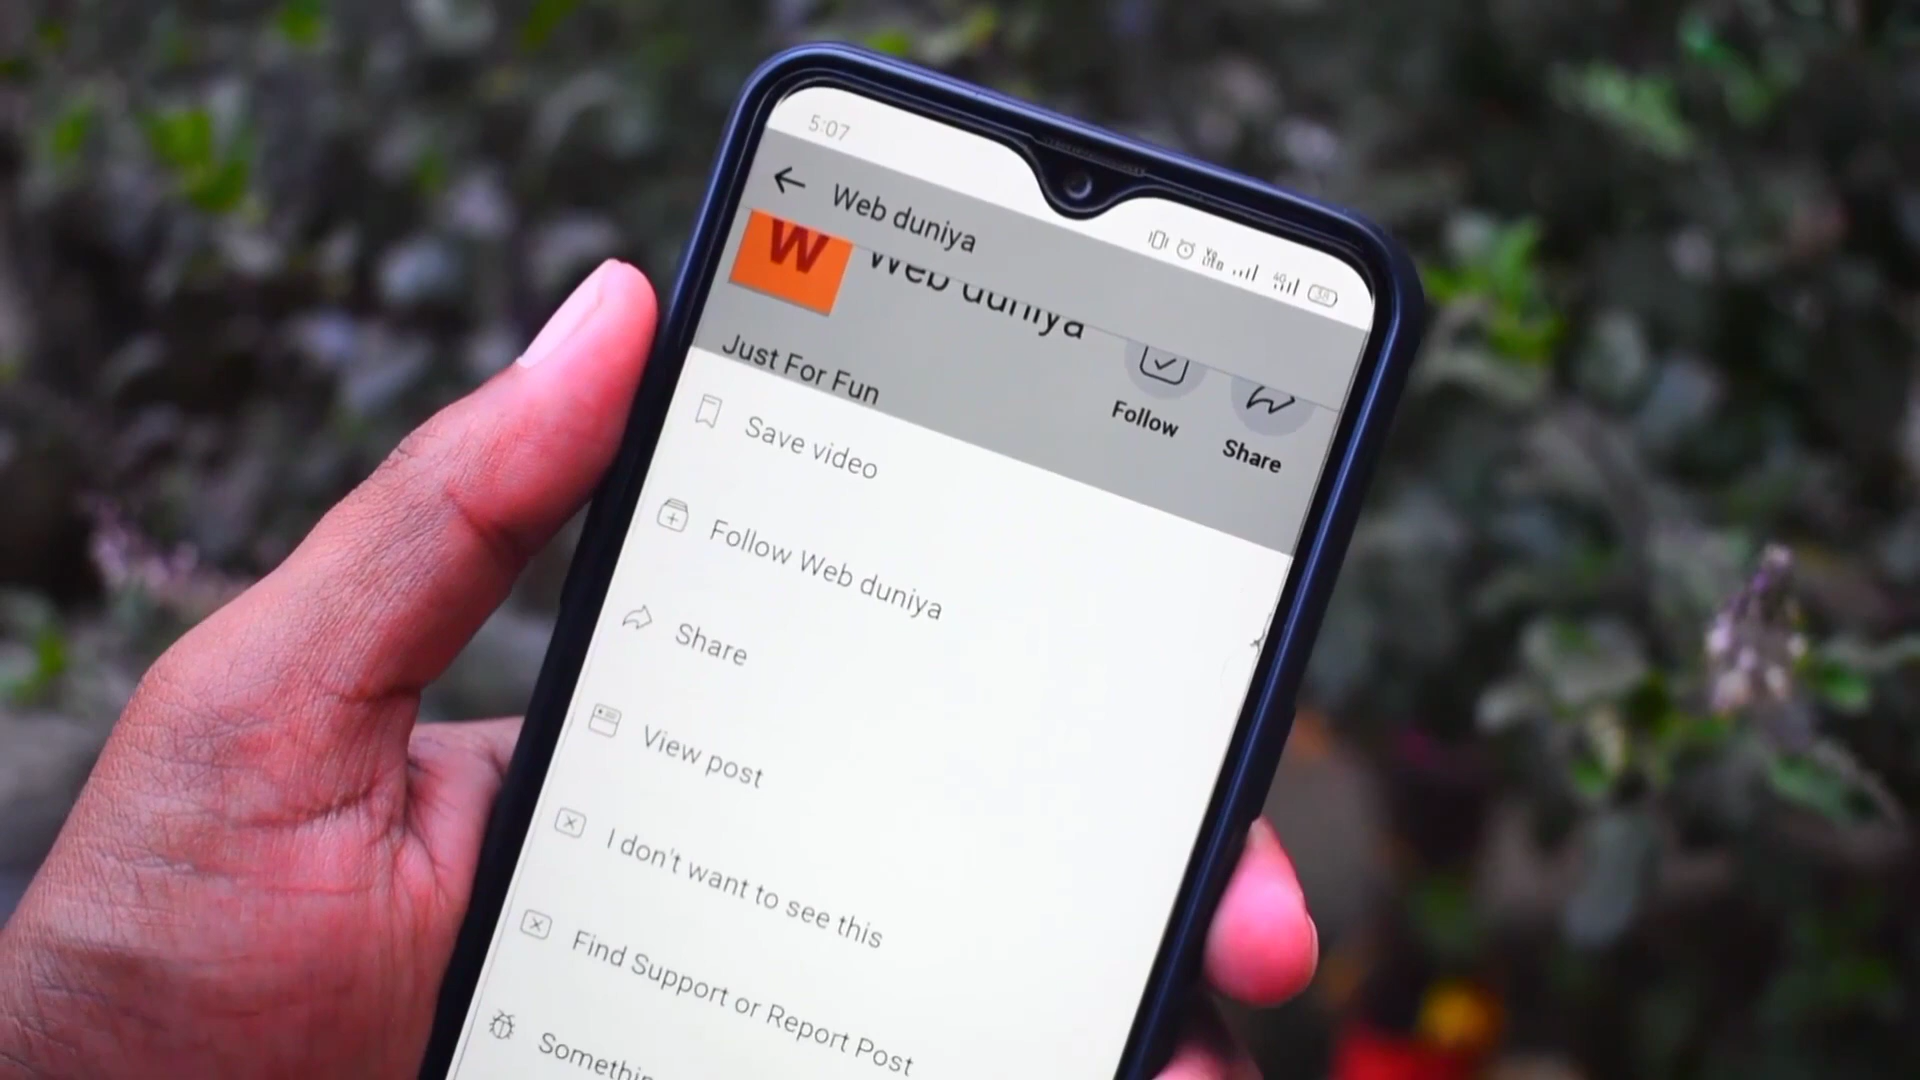 5:07
Web duniya
W
Web duniya
Just For Fun
Follow
Share
Save video
Follow Web duniya
Share
View post
I don't want to see this
Find Support or Report Post